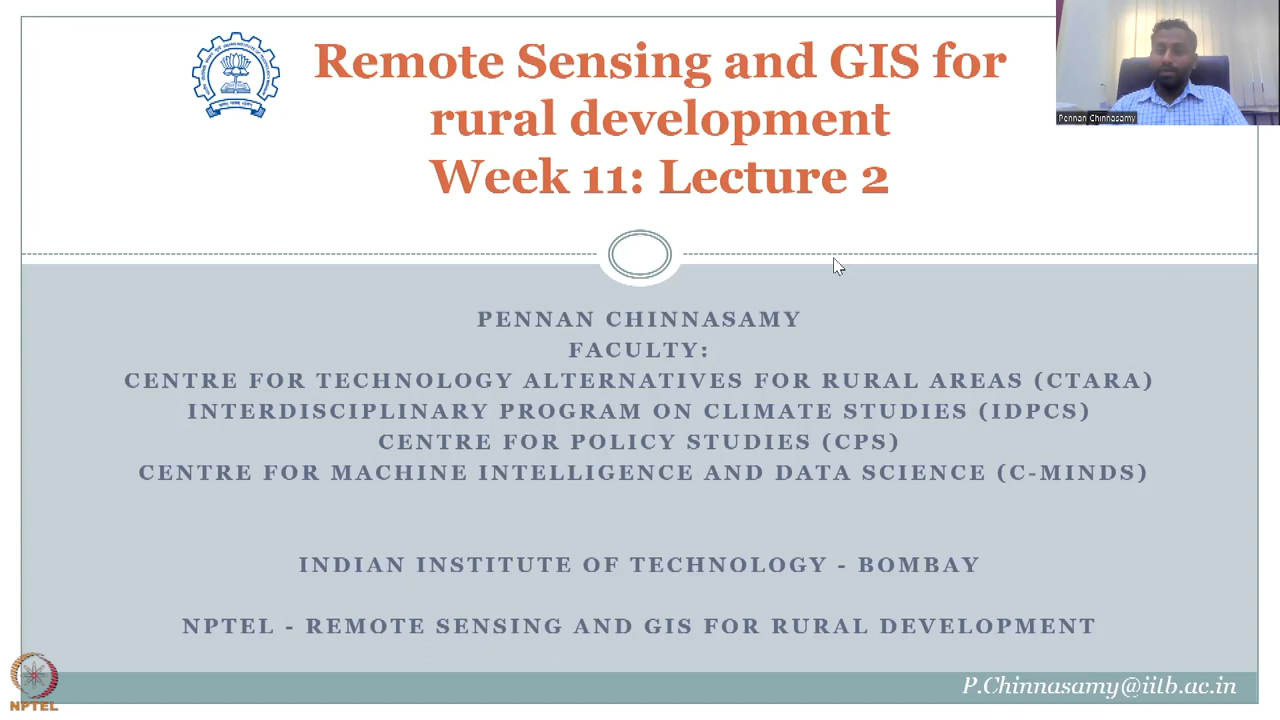 Remote Sensing and GIS for
rural development
Week 11: Lecture 2
Pennan Chinnasamy
PENNAN CHINNASAMY
FACULTY:
CENTRE FOR TECHNOLOGY ALTERNATIVES FOR RURAL AREAS (CTARA)
INTERDISCIPLINARY PROGRAM ON CLIMATE STUDIES (IDPCS)
CENTRE FOR POLICY STUDIES (CPS)
CENTRE FOR MACHINE INTELLIGENCE AND DATA SCIENCE (C-MINDS)
INDIAN INSTITUTE OF TECHNOLOGY - BOMBAY
NPTEL - REMOTE SENSING AND GIS FOR RURAL DEVELOPMENT
P.Chinnasamy@iitb.ac.in
NPTEL